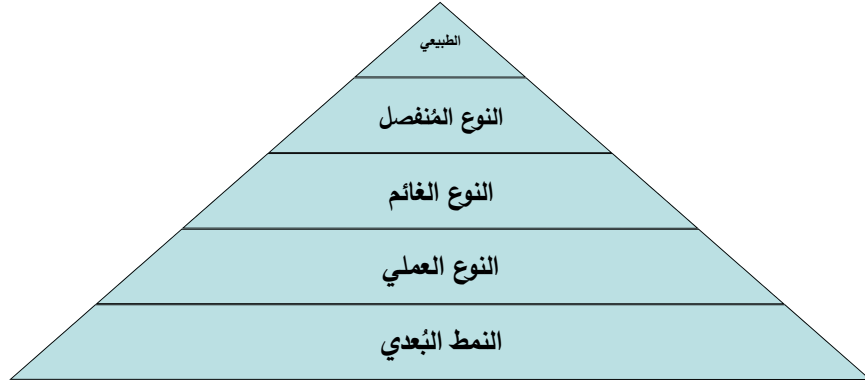 الطبيعي
النوع المُنفصل
النوع الغائم
النوع العملي
النمط البُعدي